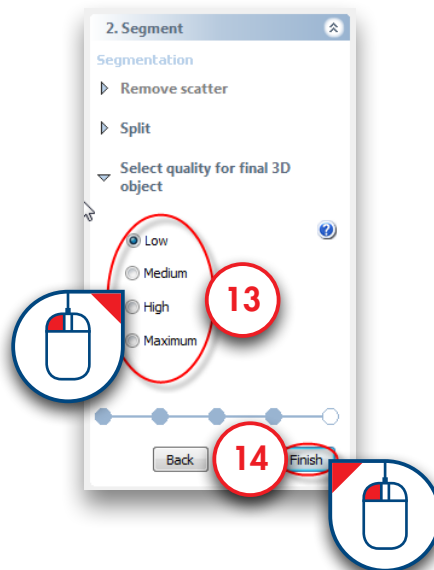 2. Segment
Segmentation
Remove scatter
Split
Select quality for final 3D
object
Low
Medium
High
Maximum
13
Back
14
Finish